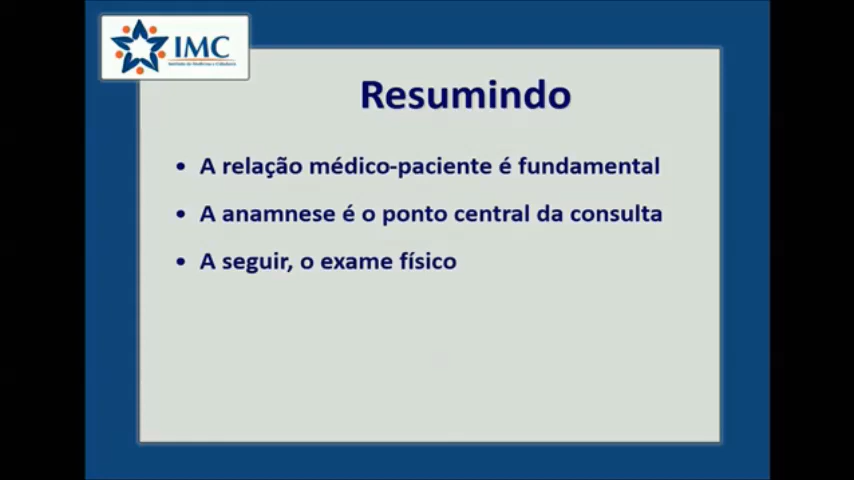 IMC
Resumindo
• A relação médico-paciente é fundamental
• A anamnese é o ponto central da consulta
• A seguir, o exame físico